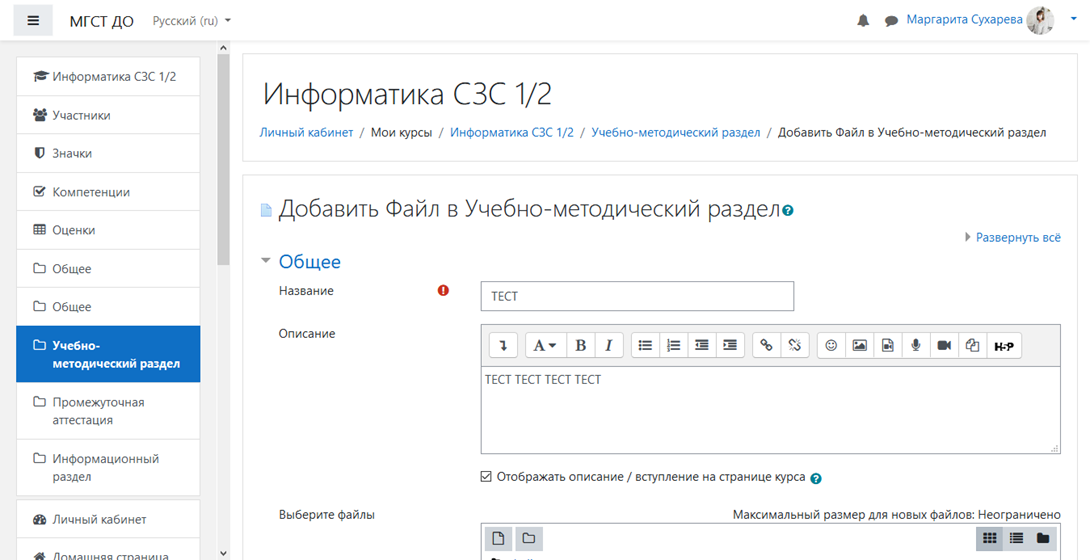 МГСТ ДО
Русский (ru)
Маргарита Сухарева
Информатика СЗС 1/2
Участники
Значки
Компетенции
Оценки
Общее
Общее
Учебно-
методический раздел
Промежуточная
аттестация
Информационный
раздел
Личный кабинет
Домашняя страница
Информатика СЗС 1/2
Личный кабинет / Мои курсы / Информатика СЗС 1/2 / Учебно-методический раздел / Добавить Файл в Учебно-методический раздел
Добавить Файл в Учебно-методический раздел
Развернуть всё
Общее
Название
ТЕСТ
Описание
A B I H-P
ТЕСТ ТЕСТ ТЕСТ ТЕСТ
Отображать описание / вступление на странице курса
Выберите файлы
Максимальный размер для новых файлов: Неограничено